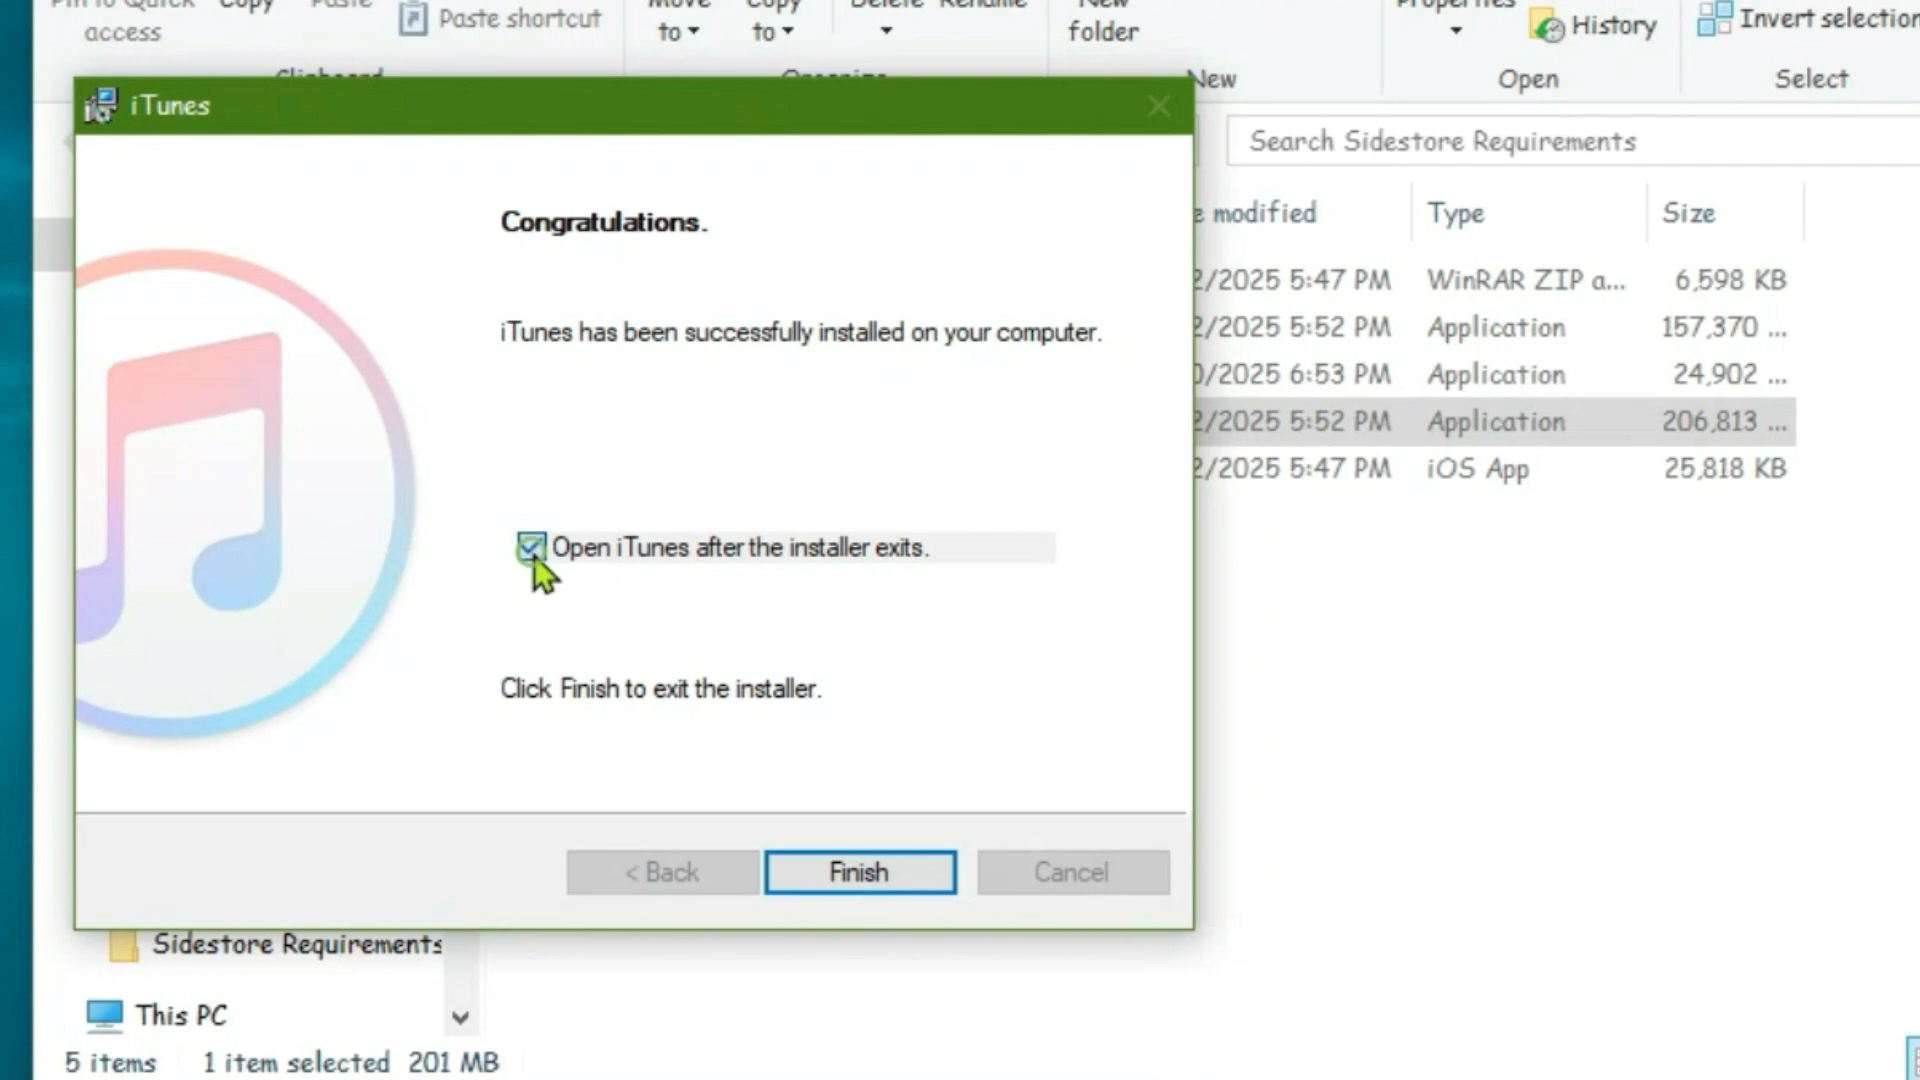 Pin to Quick access
Copy
Paste
Paste shortcut
Move to
Copy to
Delete
Rename
New folder
Properties
History
Invert selection
Clipboard
Organize
New
Open
Select
iTunes
Search Sidestore Requirements
Congratulations.
iTunes has been successfully installed on your computer.
Open iTunes after the installer exits.
Click Finish to exit the installer.
< Back
Finish
Cancel
e modified
Type
Size
2/2025 5:47 PM WinRAR ZIP a... 6,598 KB
2/2025 5:52 PM Application 157,370 ...
0/2025 6:53 PM Application 24,902 ...
2/2025 5:52 PM Application 206,813 ...
2/2025 5:47 PM iOS App 25,818 KB
Sidestore Requirements
This PC
5 items 1 item selected 201 MB